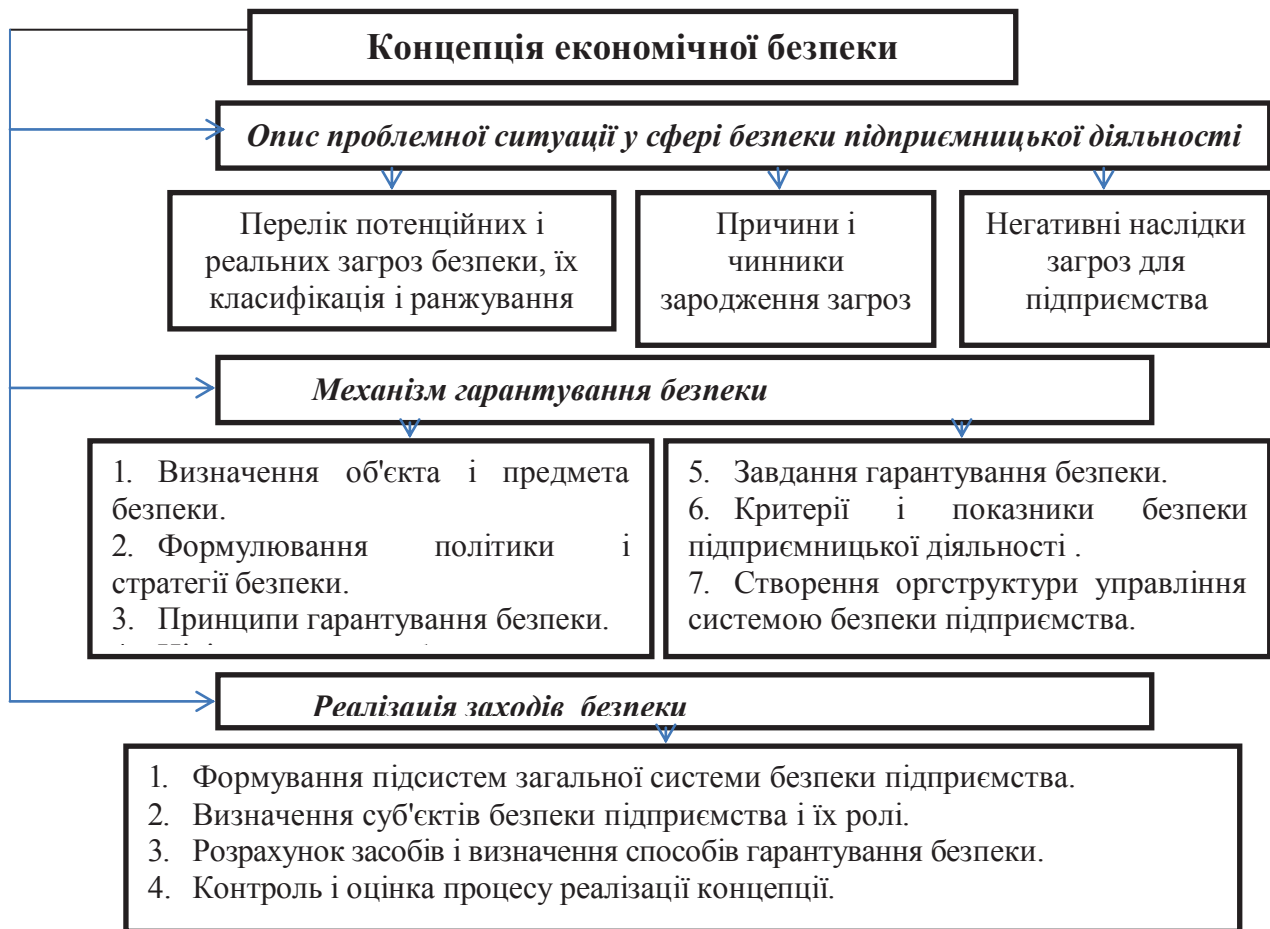 Концепція економічної безпеки
Опис проблемної ситуації у сфері безпеки підприємницької діяльності
Перелік потенційних і
реальних загроз безпеки, їх
класифікація і ранжування
Причини і
чинники
зародження загроз
Негативні наслідки
загроз для
підприємства
Механізм гарантування безпеки
1. Визначення об'єкта і предмета
безпеки.
2. Формулювання політики і
стратегії безпеки.
3. Принципи гарантування безпеки.
5. Завдання гарантування безпеки.
6. Критерії і показники безпеки
підприємницької діяльності .
7. Створення оргструктури управління
системою безпеки підприємства.
Реалізація заходів безпеки
1. Формування підсистем загальної системи безпеки підприємства.
2. Визначення суб'єктів безпеки підприємства і їх ролі.
3. Розрахунок засобів і визначення способів гарантування безпеки.
4. Контроль і оцінка процесу реалізації концепції.